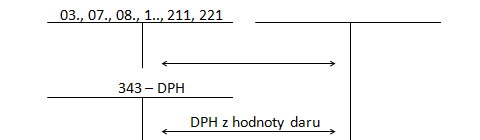 03., 07., 08., 1.., 211, 221
343 – DPH
DPH z hodnoty daru